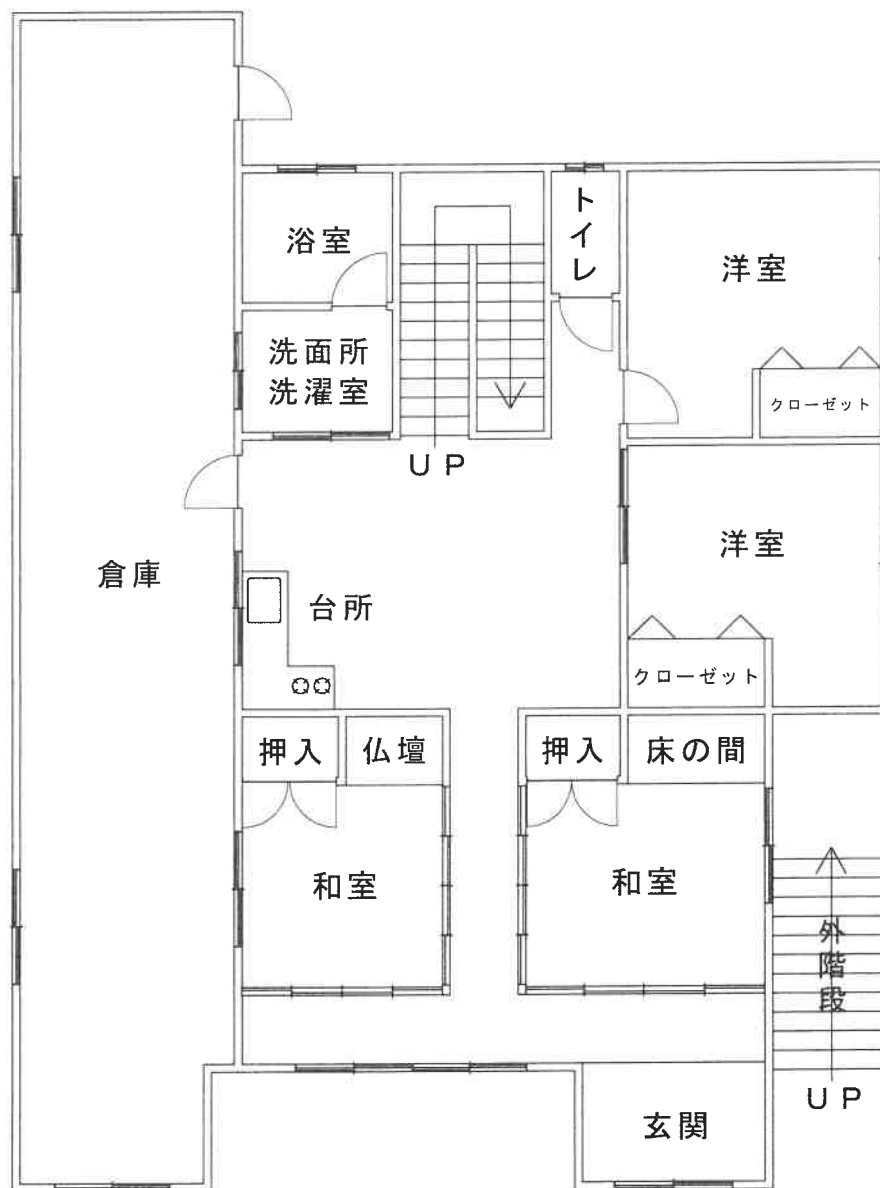 浴室
トイレ
洋室
洗面所
洗濯室
クローゼット
UP
倉庫
台所
洋室
クローゼット
押入
仏壇
押入
床の間
和室
和室
外階段
UP
玄関